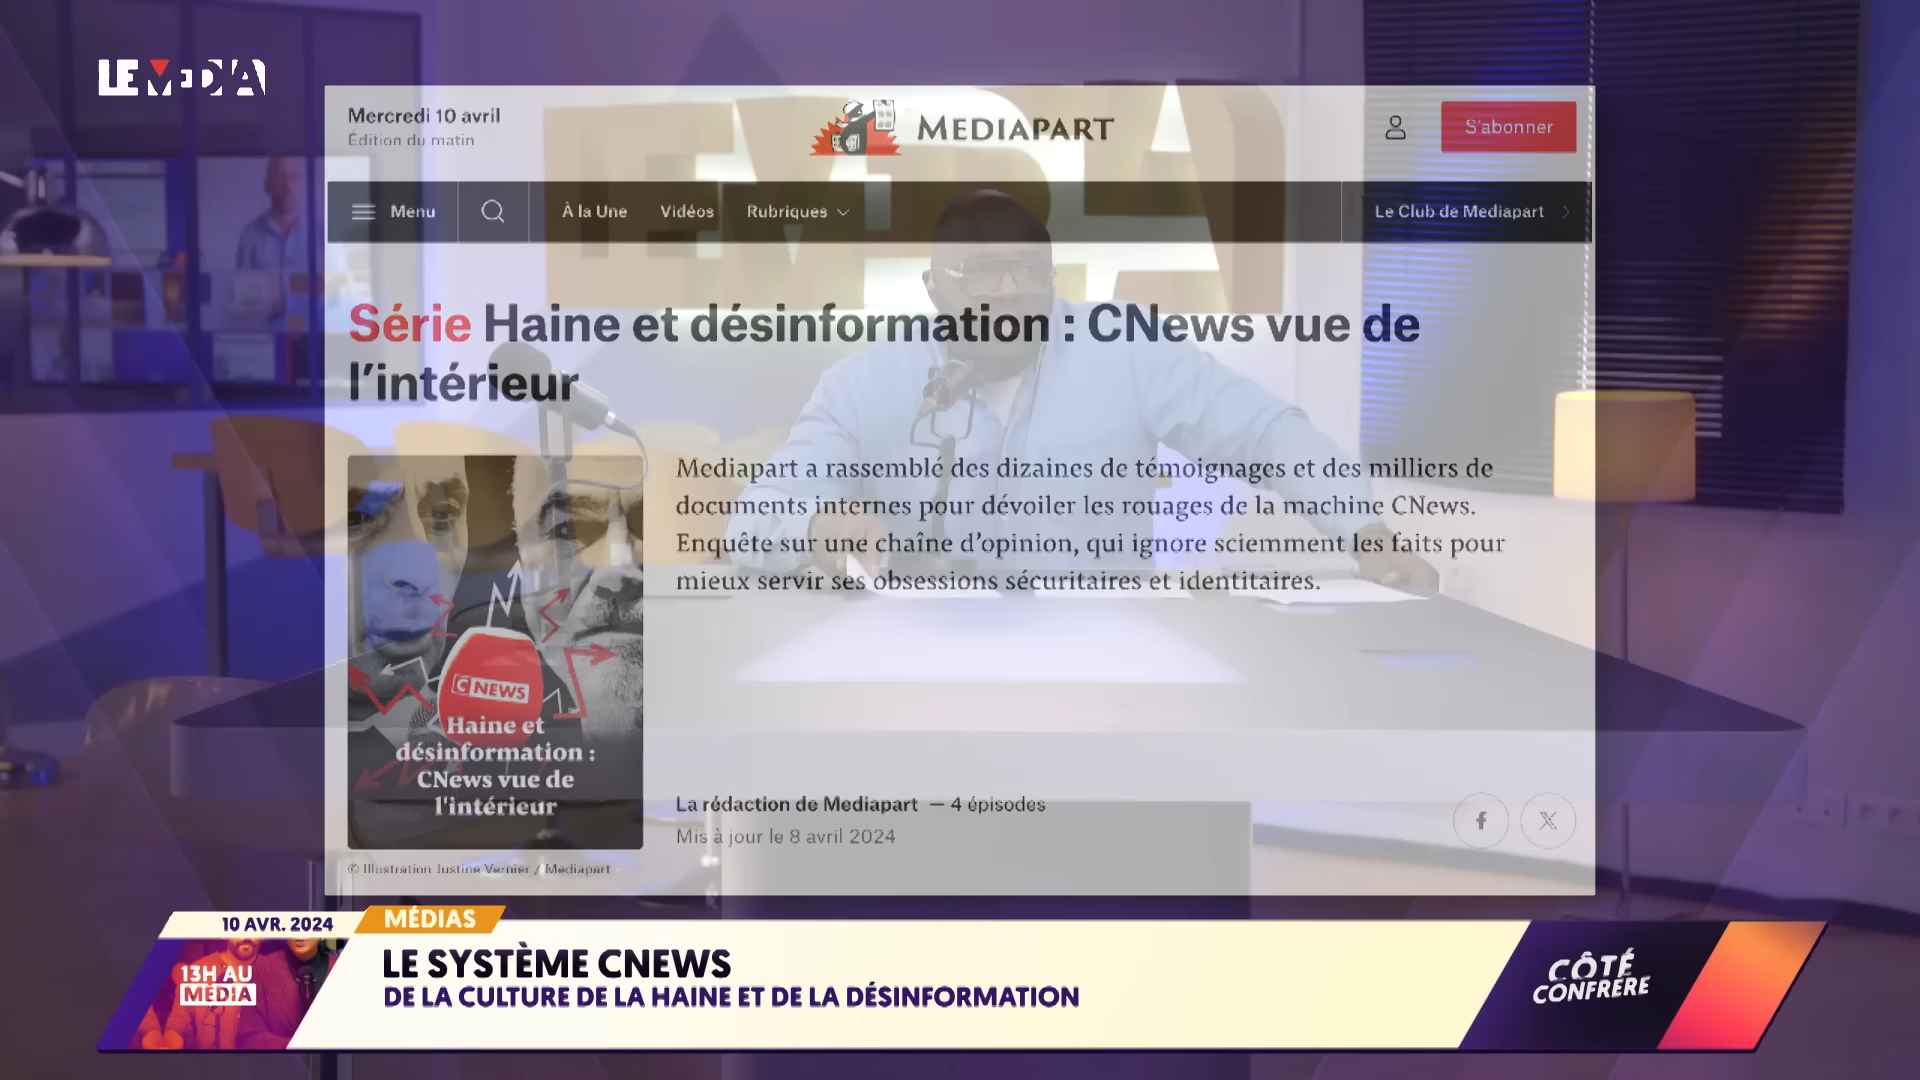 LE MEDIA
Mercredi 10 avril
Édition du matin
MEDIAPART
S'abonner
Menu
À la Une
Vidéos
Rubriques
Le Club de Mediapart
Série Haine et désinformation : CNews vue de
l'intérieur
Mediapart a rassemblé des dizaines de témoignages et des milliers de
documents internes pour dévoiler les rouages de la machine CNews.
Enquête sur une chaîne d'opinion, qui ignore sciemment les faits pour
mieux servir ses obsessions sécuritaires et identitaires.
C NEWS
Haine et
désinformation :
CNews vue de
l'intérieur
La rédaction de Mediapart — 4 épisodes
Mis à jour le 8 avril 2024
© Illustration Justine Vernier / Mediapart
10 AVR. 2024
MÉDIAS
13H AU
MÉDIA
LE SYSTÈME CNEWS
DE LA CULTURE DE LA HAINE ET DE LA DÉSINFORMATION
CÔTÉ
CONFRÈRE